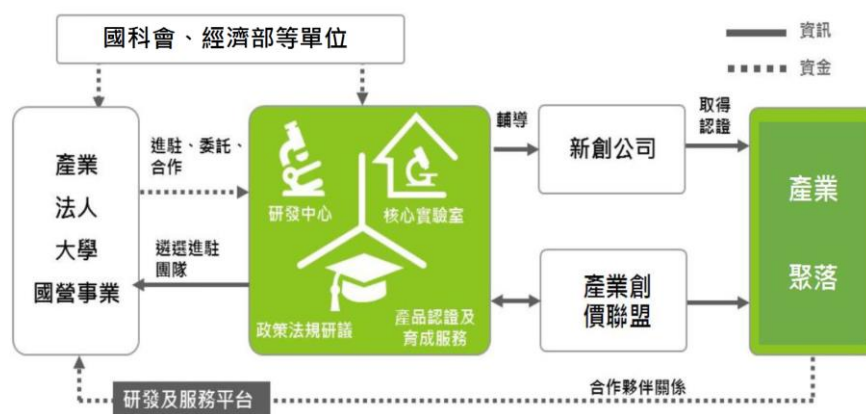 國科會、經濟部等單位
資訊
資金
產業
法人
大學
國營事業
進駐、委託、
合作
遴選進駐
團隊
研發中心
核心實驗室
政策法規研議
產品認證及
育成服務
輔導
新創公司
取得
認證
產業創
價聯盟
產業
聚落
研發及服務平台
合作夥伴關係